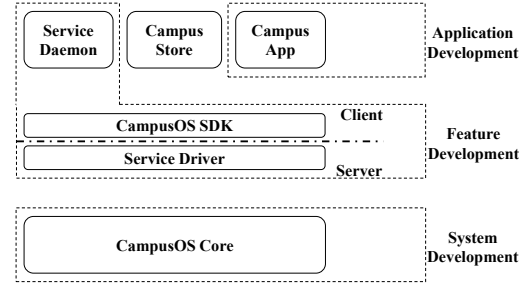 Service
Daemon
Campus
Store
Campus
App
Application
Development
Client
CampusOS SDK
Service Driver
Server
Feature
Development
CampusOS Core
System
Development